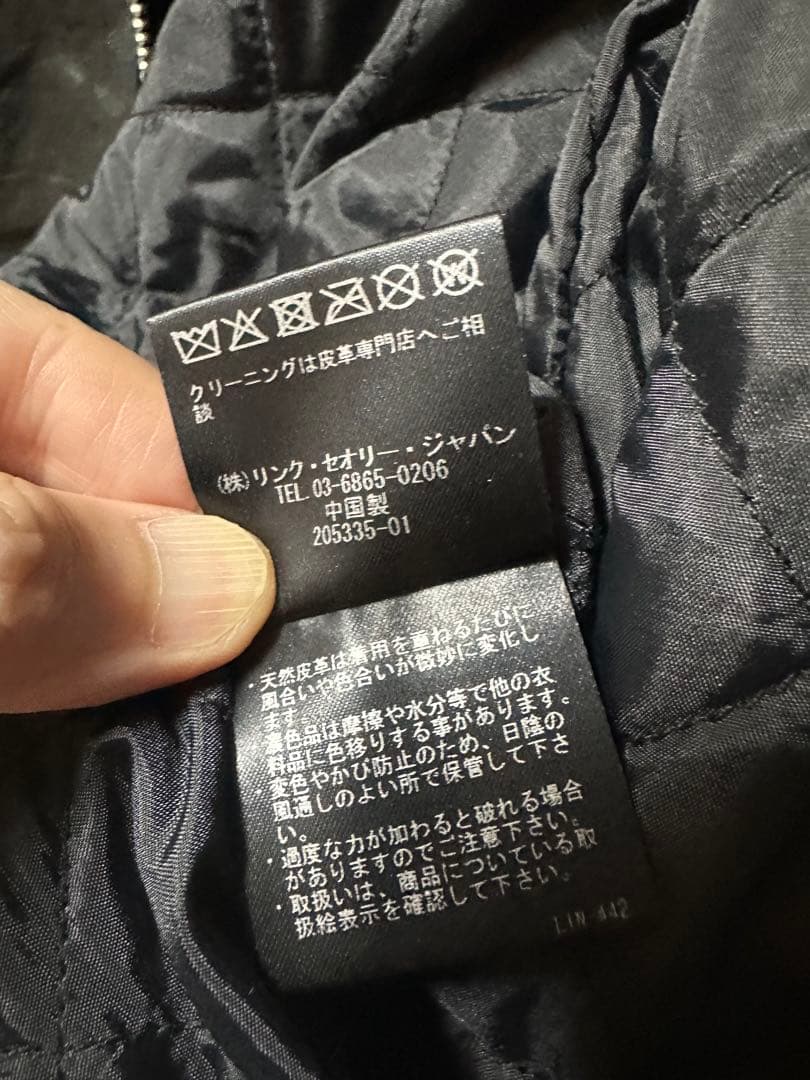 クリーニングは皮革専門店へご相
談
(株)リンク・セオリー・ジャパン
TEL 03-6865-0206
中国製
205335-01
・天然皮革は着用を重ねるたびに
風合いや色合いが微妙に変化し
ます。
・濃色品は摩擦や水分等で他の衣
料品に色移りする事があります。
・変色やかび防止のため、日陰の
風通しのよい所で保管して下さ
い。
・過度な力が加わると破れる場合
がありますのでご注意下さい。
・取扱いは、商品についている取
扱絵表示を確認して下さい。
LIN-442